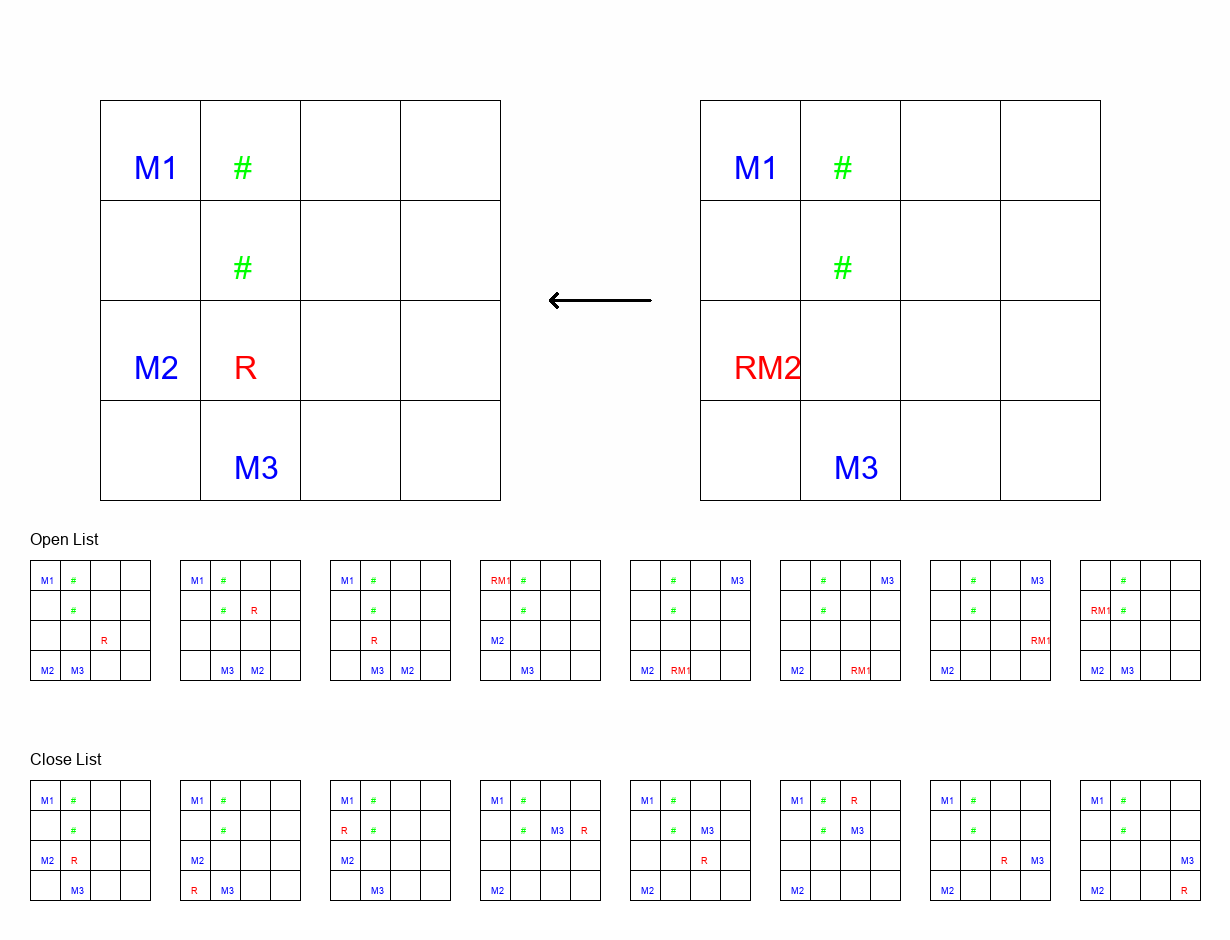 M1 # M1 #
# #
M2 R RM2
M3 M3
Open List
M1 # M1 # M1 # RM1 # # M3 # M3 # M3 #
# # R # # # # # RM1 #
R R M2 RM1
M2 M3 M3 M2 M3 M2 M3 M2 RM1 M2 RM1 M2 M2 M3
Close List
M1 # M1 # M1 # M1 # M1 # M1 # R M1 # M1 #
# # R # # M3 R # M3 # M3 # #
M2 R M2 M2 R R M3 M3
M3 R M3 M3 M2 M2 M2 M2 M2 R